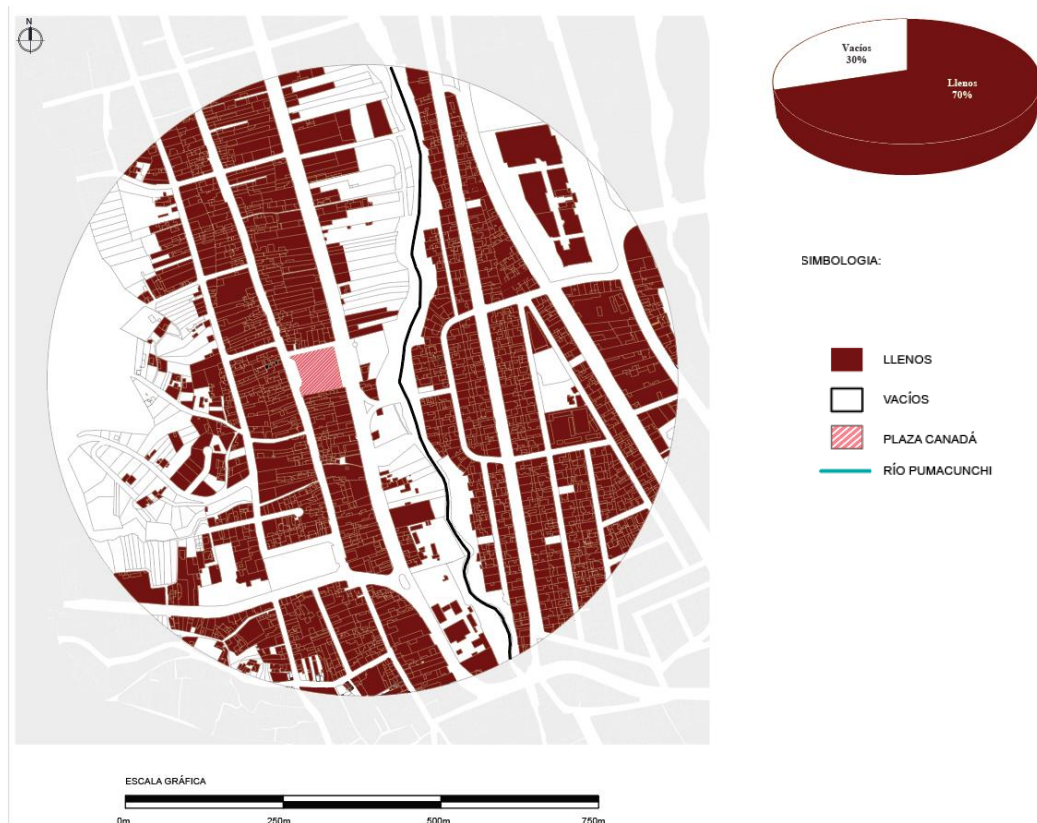 N
Vacíos
30%
Llenos
70%
SIMBOLOGIA:
LLENOS
VACÍOS
PLAZA CANADÁ
RÍO PUMACUNCHI
ESCALA GRÁFICA
0m 250m 500m 750m